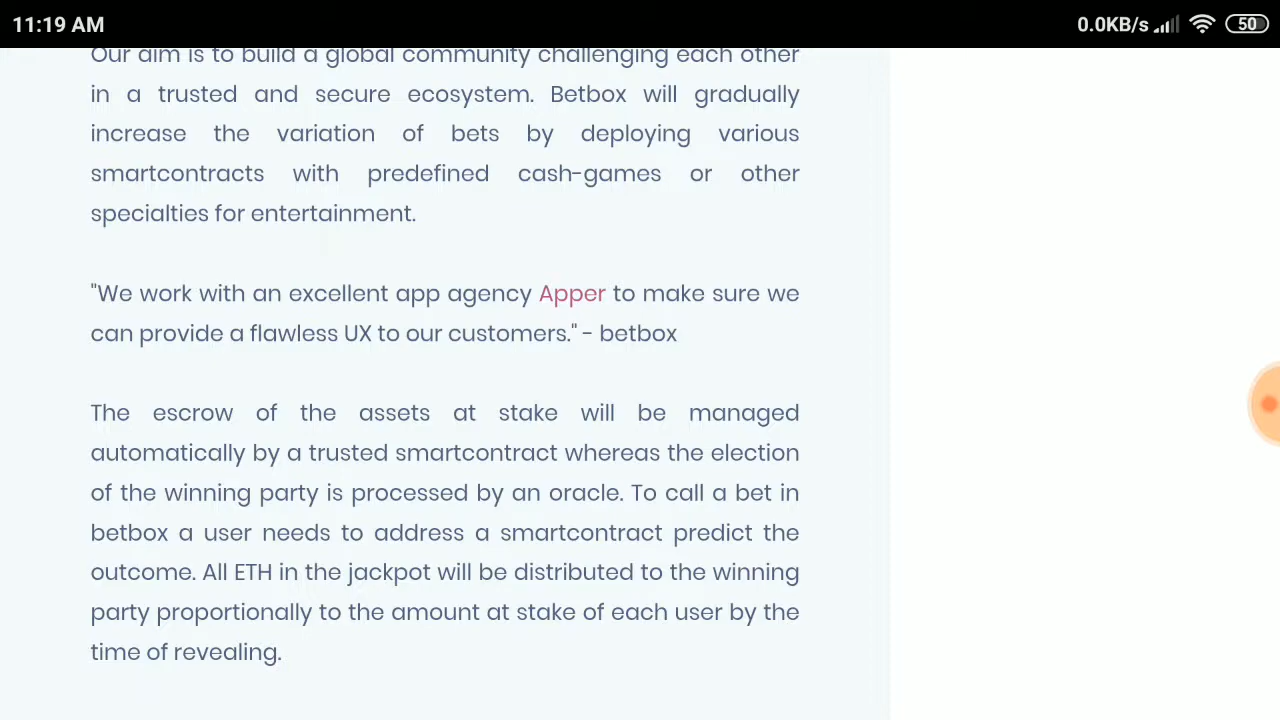 11:19 AM
0.0KB/s
50
Our aim is to build a global community challenging each other
in a trusted and secure ecosystem. Betbox will gradually
increase the variation of bets by deploying various
smartcontracts with predefined cash-games or other
specialties for entertainment.
"We work with an excellent app agency Apper to make sure we
can provide a flawless UX to our customers." - betbox
The escrow of the assets at stake will be managed
automatically by a trusted smartcontract whereas the election
of the winning party is processed by an oracle. To call a bet in
betbox a user needs to address a smartcontract predict the
outcome. All ETH in the jackpot will be distributed to the winning
party proportionally to the amount at stake of each user by the
time of revealing.